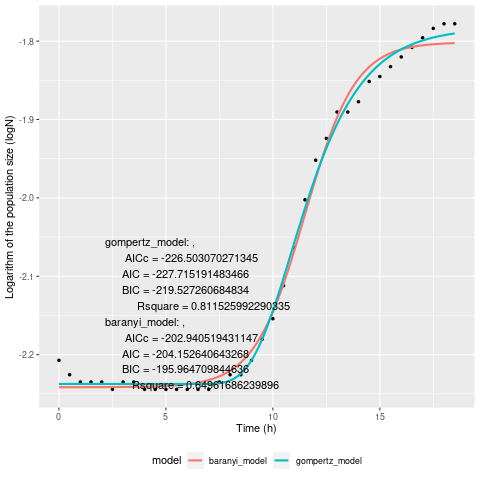 -1.8
-1.9
-2.0
-2.1
-2.2
Logarithm of the population size (logN)
gompertz_model: ,
AICc = -226.503070271345
AIC = -227.715191483466
BIC = -219.527260684834
Rsquare = 0.811525992290335
baranyi_model: ,
AICc = -202.940519431147
AIC = -204.152640643268
BIC = -195.964709844636
Rsquare = 0.64961686239896
0 5 10 15
Time (h)
model baranyi_model gompertz_model